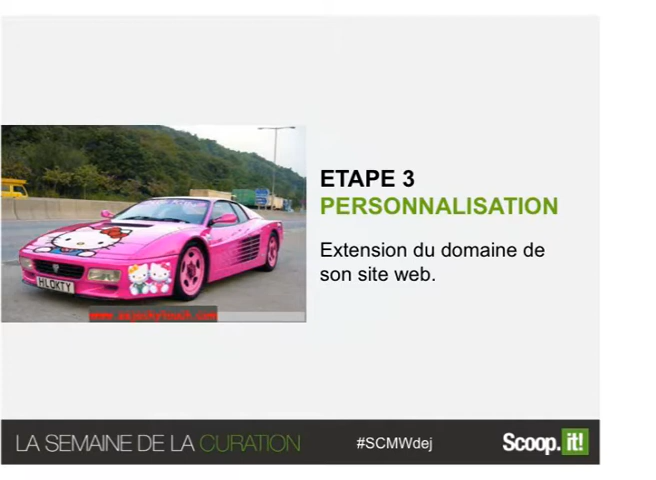 ETAPE 3
PERSONNALISATION
Extension du domaine de
son site web.
HLOKTY
LA SEMAINE DE LA CURATION
#SCMWdej
Scoop.it!